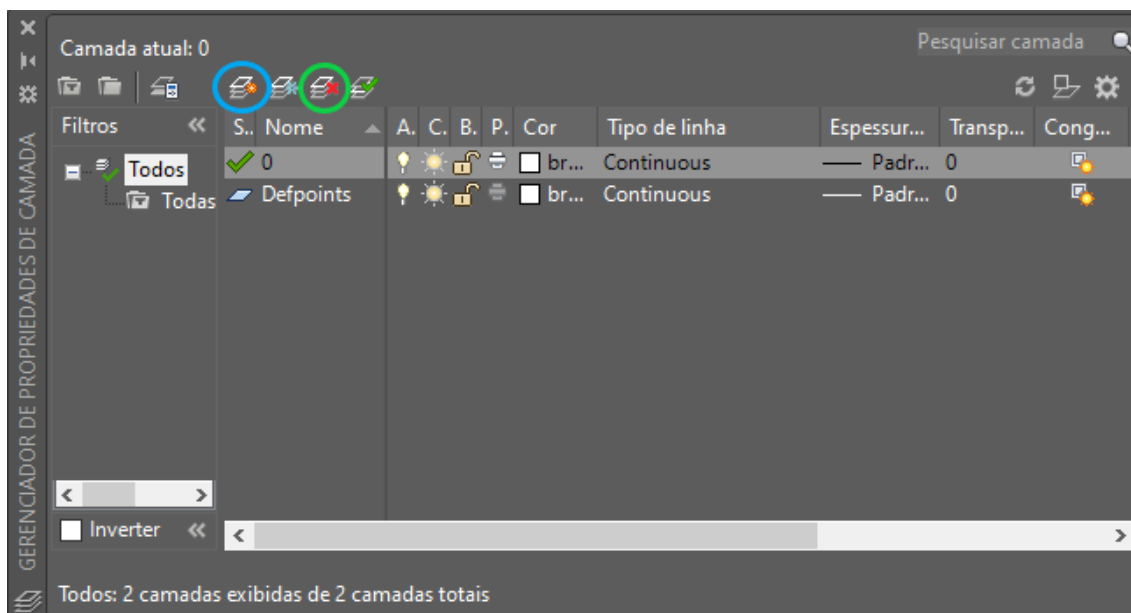 Camada atual: 0
Pesquisar camada
Filtros
S.. Nome A. C. B. P. Cor Tipo de linha Espessur... Transp... Cong...
Todos
0 br... Continuous Padr... 0
Todas
Defpoints br... Continuous Padr... 0
GERENCIADOR DE PROPRIEDADES DE CAMADA
Inverter
Todos: 2 camadas exibidas de 2 camadas totais